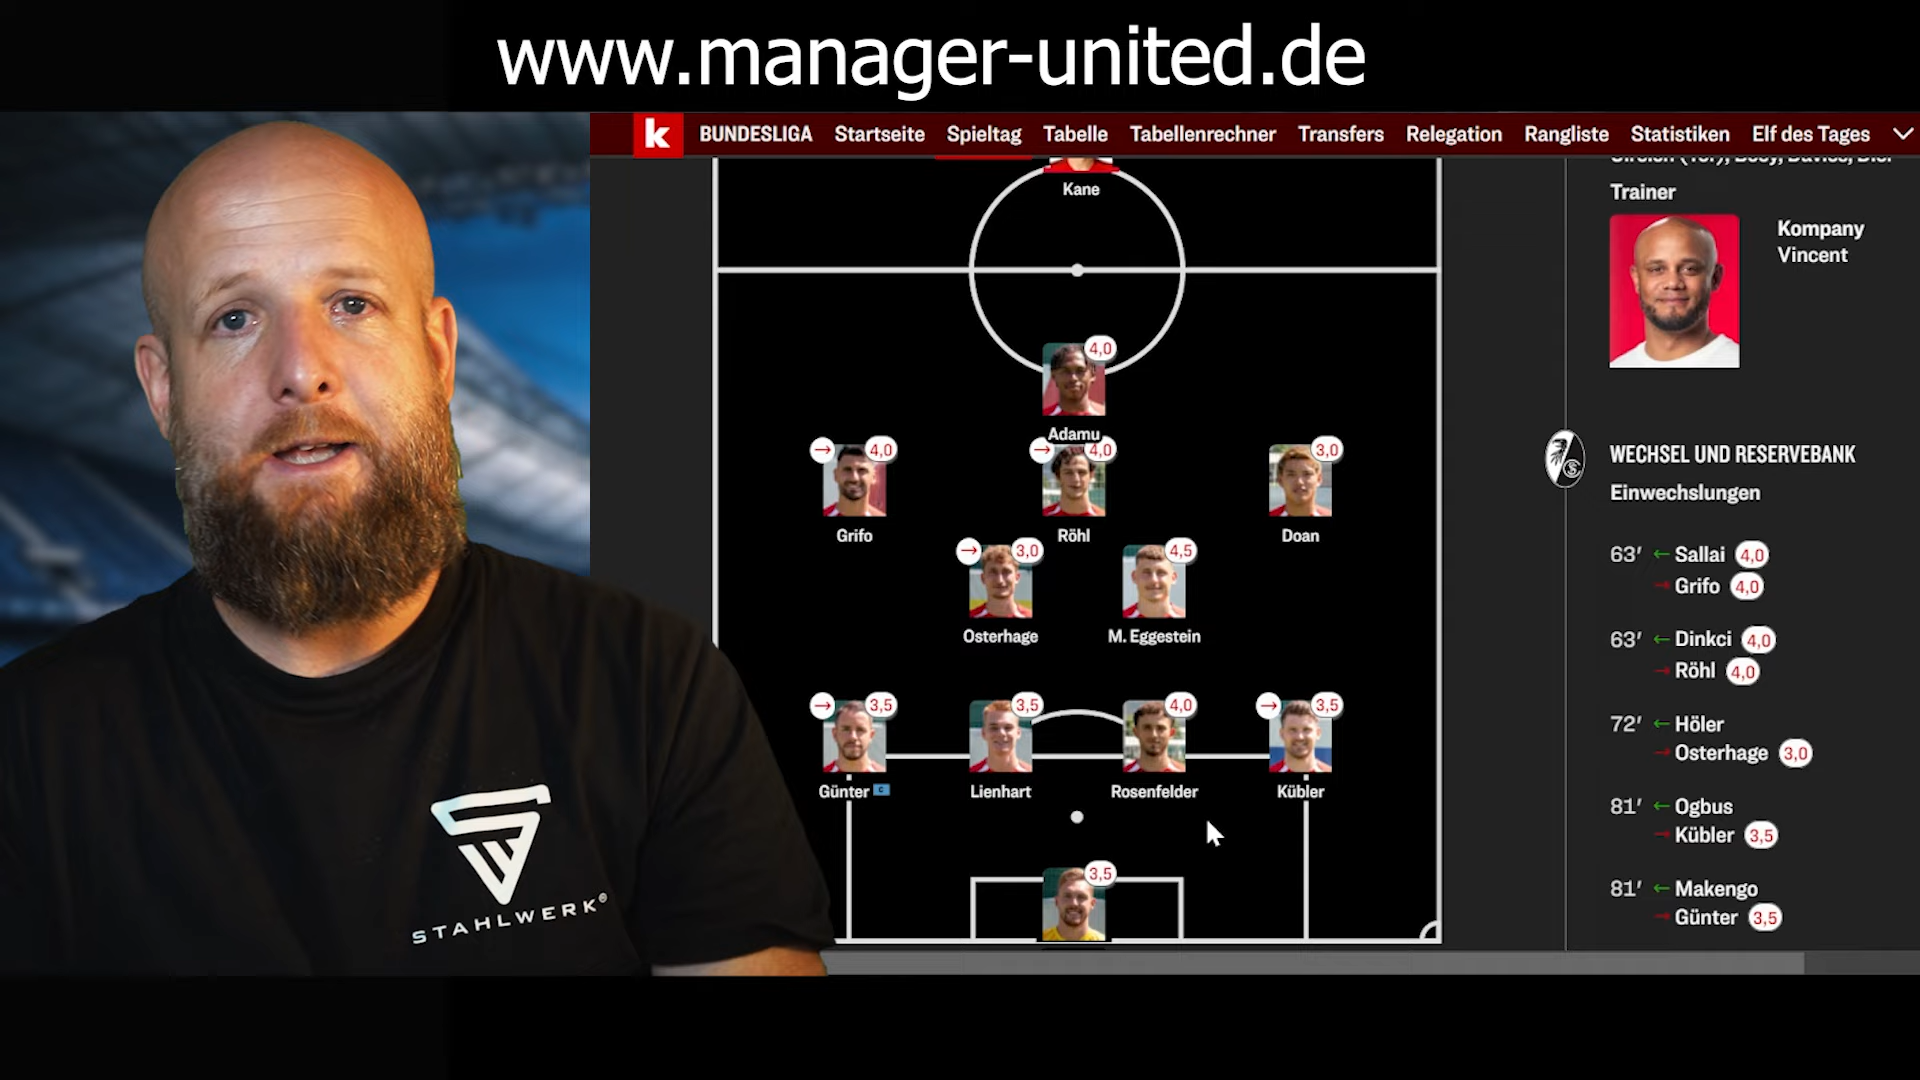 www.manager-united.de
k BUNDESLIGA Startseite Spieltag Tabelle Tabellenrechner Transfers Relegation Rangliste Statistiken Elf des Tages
Kane
4,0
Adamu
→ 4,0
→ 4,0
3,0
Grifo
Röhl
Doan
→ 3,0
4,5
Osterhage
M. Eggestein
→ 3,5
3,5
4,0
→ 3,5
Günter C
Lienhart
Rosenfelder
Kübler
3,5
Trainer
Kompany
Vincent
WECHSEL UND RESERVEBANK
Einwechslungen
63' ← Sallai 4,0
→ Grifo 4,0
63' ← Dinkci 4,0
→ Röhl 4,0
72' ← Höler
→ Osterhage 3,0
81' ← Ogbus
→ Kübler 3,5
81' ← Makengo
→ Günter 3,5
STAHLWERK®